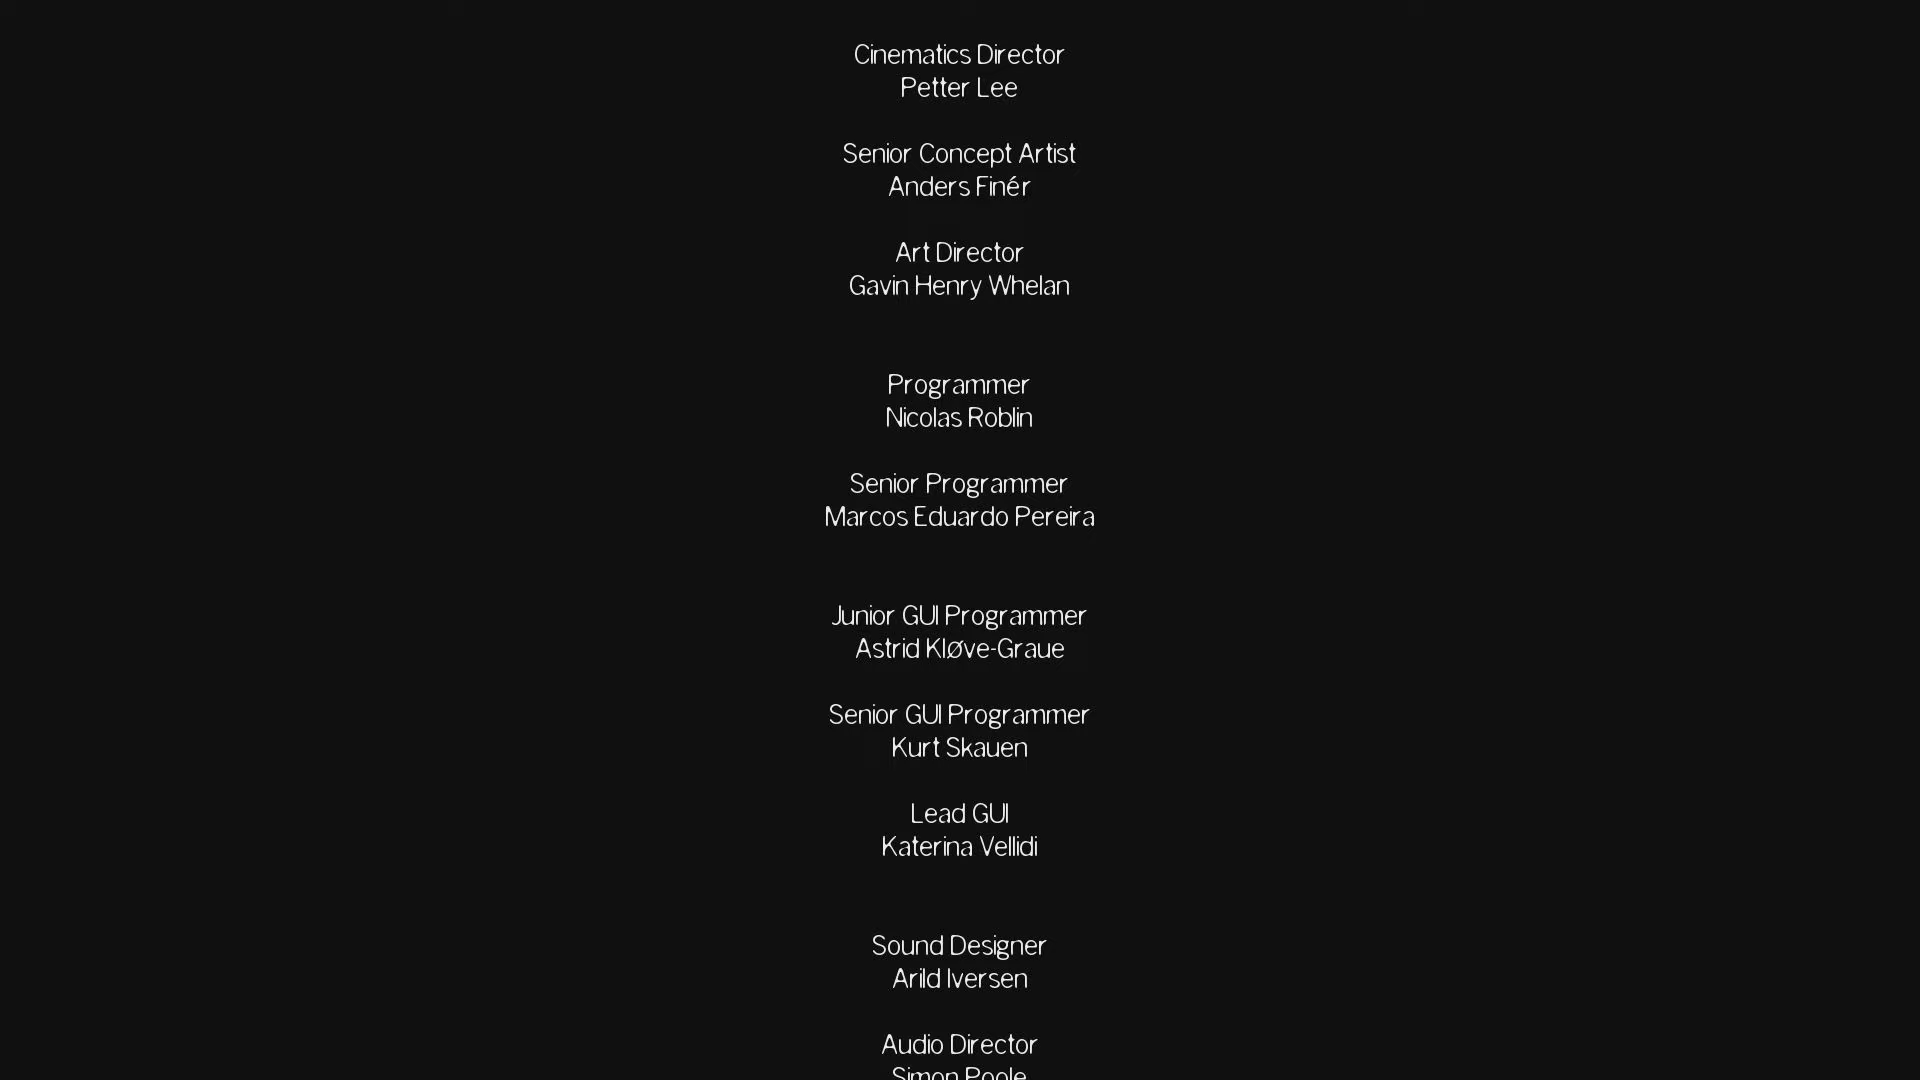 Cinematics Director
Petter Lee
Senior Concept Artist
Anders Finér
Art Director
Gavin Henry Whelan
Programmer
Nicolas Roblin
Senior Programmer
Marcos Eduardo Pereira
Junior GUI Programmer
Astrid Kløve-Graue
Senior GUI Programmer
Kurt Skauen
Lead GUI
Katerina Vellidi
Sound Designer
Arild Iversen
Audio Director
Simon Poole